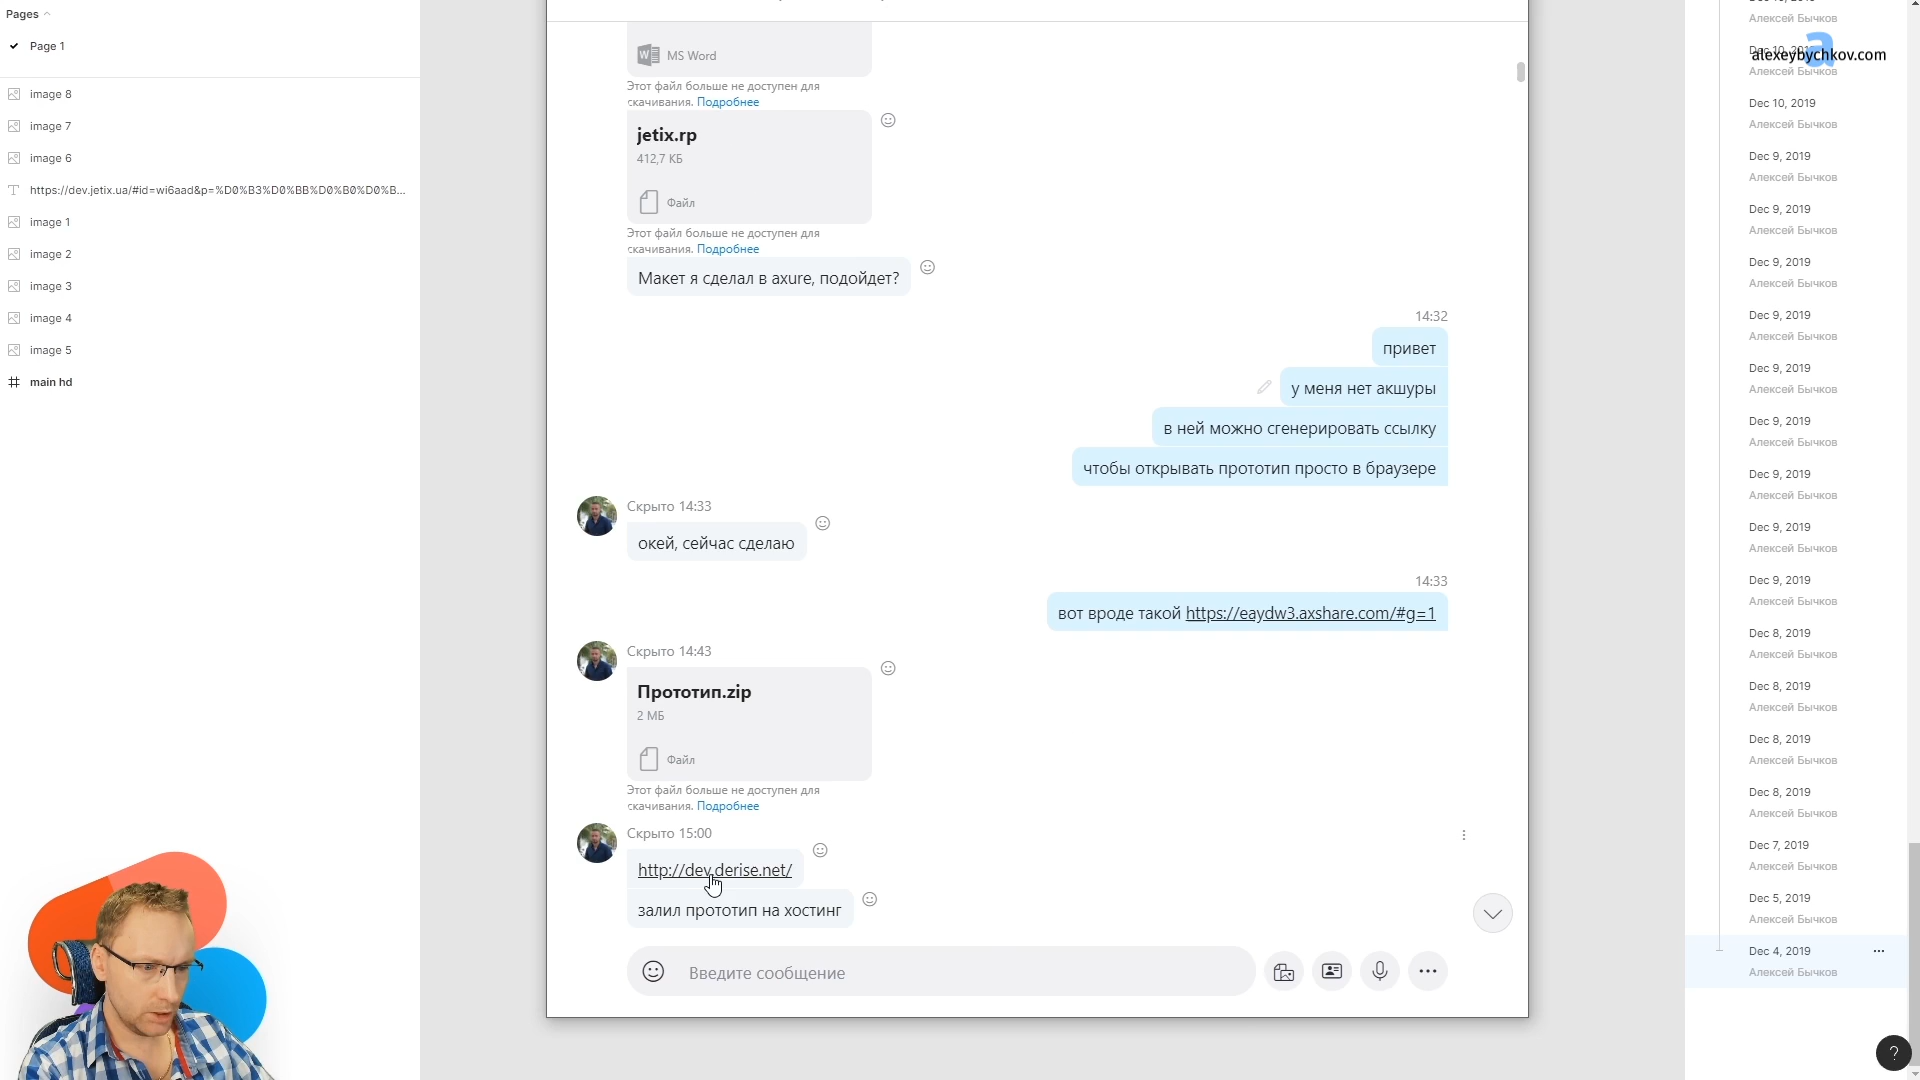 Pages
Page 1
image 8
image 7
image 6
https://dev.jetix.ua/#id=wi6aad&p=%D0%B3%D0%BB%D0%B0%D0%B...
image 1
image 2
image 3
image 4
image 5
main hd
MS Word
Этот файл больше не доступен для
скачивания. Подробнее
jetix.rp
412,7 КБ
Файл
Этот файл больше не доступен для
скачивания. Подробнее
Макет я сделал в axure, подойдет?
14:32
привет
у меня нет акшуры
в ней можно сгенерировать ссылку
чтобы открывать прототип просто в браузере
Скрыто 14:33
окей, сейчас сделаю
14:33
вот вроде такой https://eaydw3.axshare.com/#g=1
Скрыто 14:43
Прототип.zip
2 МБ
Файл
Этот файл больше не доступен для
скачивания. Подробнее
Скрыто 15:00
http://dev.derise.net/
залил прототип на хостинг
Введите сообщение
Алексей Бычков
Dec 10, 2019
alexeybychkov.com
Алексей Бычков
Dec 10, 2019
Алексей Бычков
Dec 9, 2019
Алексей Бычков
Dec 9, 2019
Алексей Бычков
Dec 9, 2019
Алексей Бычков
Dec 9, 2019
Алексей Бычков
Dec 9, 2019
Алексей Бычков
Dec 9, 2019
Алексей Бычков
Dec 9, 2019
Алексей Бычков
Dec 9, 2019
Алексей Бычков
Dec 9, 2019
Алексей Бычков
Dec 8, 2019
Алексей Бычков
Dec 8, 2019
Алексей Бычков
Dec 8, 2019
Алексей Бычков
Dec 8, 2019
Алексей Бычков
Dec 7, 2019
Алексей Бычков
Dec 5, 2019
Алексей Бычков
Dec 4, 2019
Алексей Бычков
?